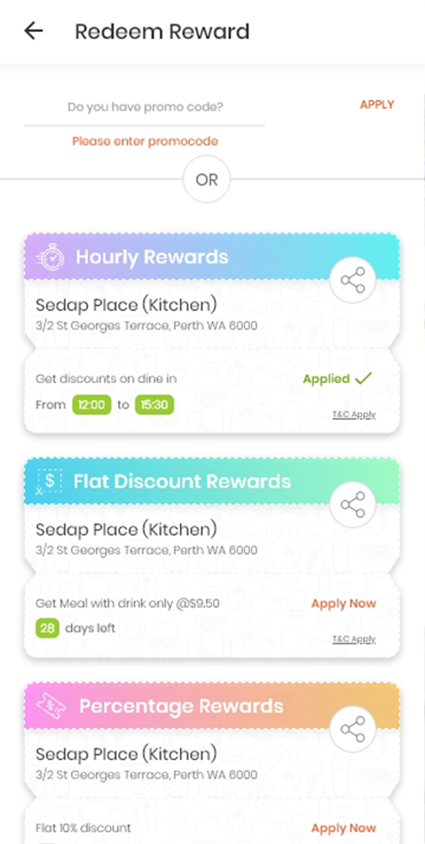 Redeem Reward
Do you have promo code?
APPLY
Please enter promocode
OR
Hourly Rewards
Sedap Place (Kitchen)
3/2 St Georges Terrace, Perth WA 6000
Get discounts on dine in
Applied
From 12:00 to 15:30
T&C Apply
$
Flat Discount Rewards
Sedap Place (Kitchen)
3/2 St Georges Terrace, Perth WA 6000
Get Meal with drink only @$9.50
Apply Now
28 days left
T&C Apply
%
Percentage Rewards
Sedap Place (Kitchen)
3/2 St Georges Terrace, Perth WA 6000
Flat 10% discount
Apply Now